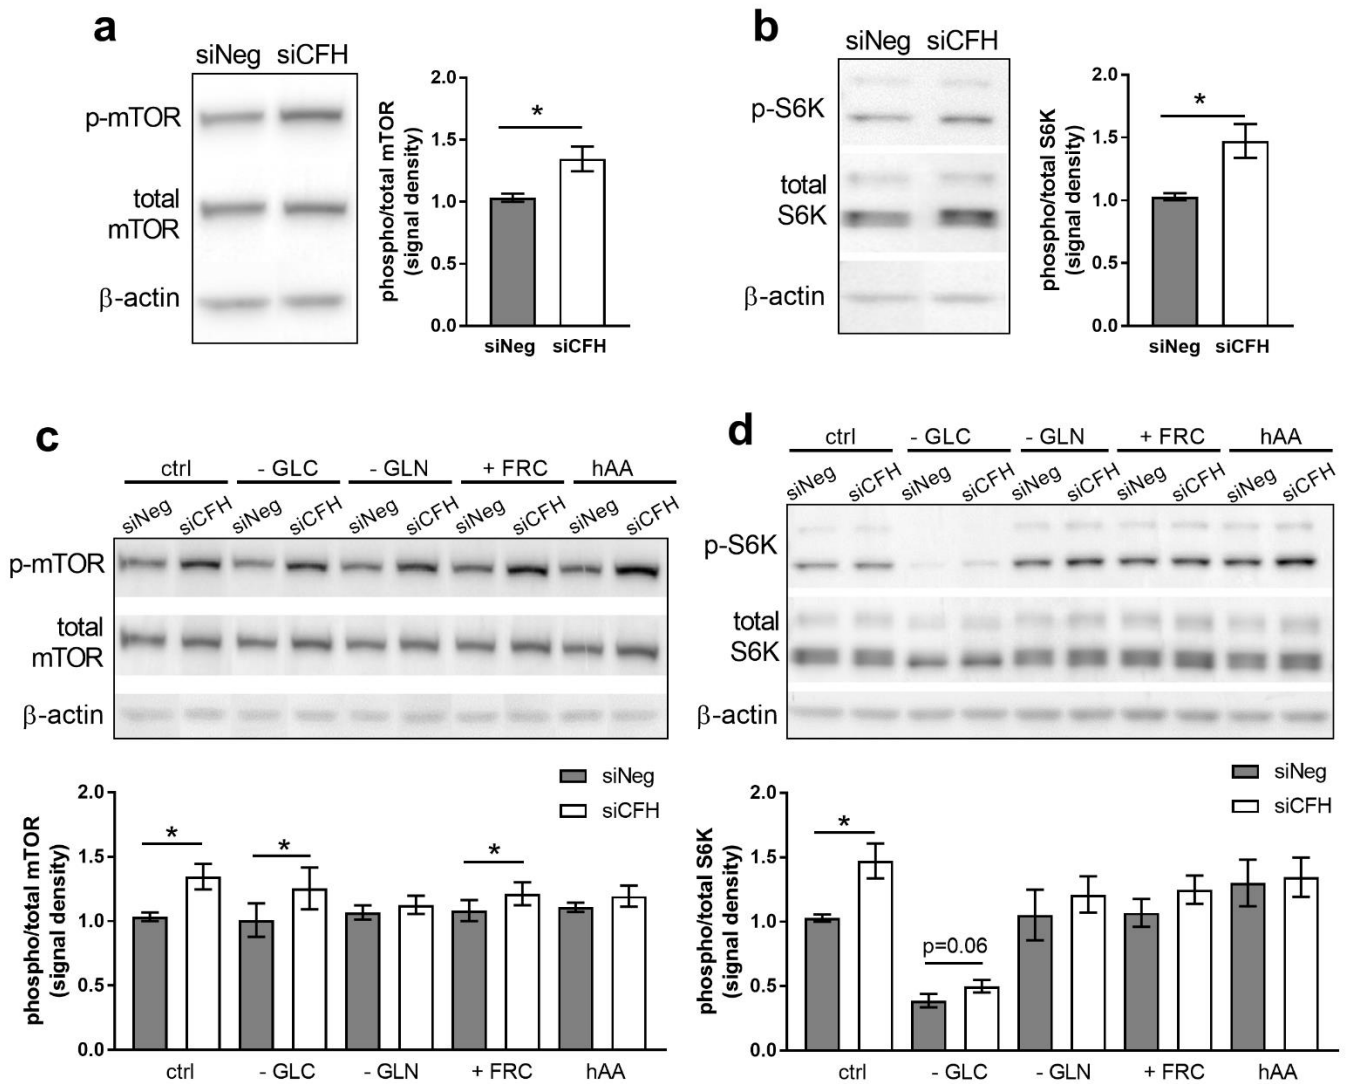 a
siNeg siCFH
p-mTOR
total
mTOR
β-actin
phospho/total mTOR
(signal density)
2.0
1.5
1.0
0.5
0.0
*
siNeg siCFH
b
siNeg siCFH
p-S6K
total
S6K
β-actin
phospho/total S6K
(signal density)
2.0
1.5
1.0
0.5
0.0
*
siNeg siCFH
c
ctrl - GLC - GLN + FRC hAA
siNeg siCFH siNeg siCFH siNeg siCFH siNeg siCFH siNeg siCFH
p-mTOR
total
mTOR
β-actin
siNeg
siCFH
phospho/total mTOR
(signal density)
2.0
1.5
1.0
0.5
0.0
* * *
ctrl - GLC - GLN + FRC hAA
d
ctrl - GLC - GLN + FRC hAA
siNeg siCFH siNeg siCFH siNeg siCFH siNeg siCFH siNeg siCFH
p-S6K
total
S6K
β-actin
siNeg
siCFH
phospho/total S6K
(signal density)
2.0
1.5
1.0
0.5
0.0
*
p=0.06
ctrl - GLC - GLN + FRC hAA